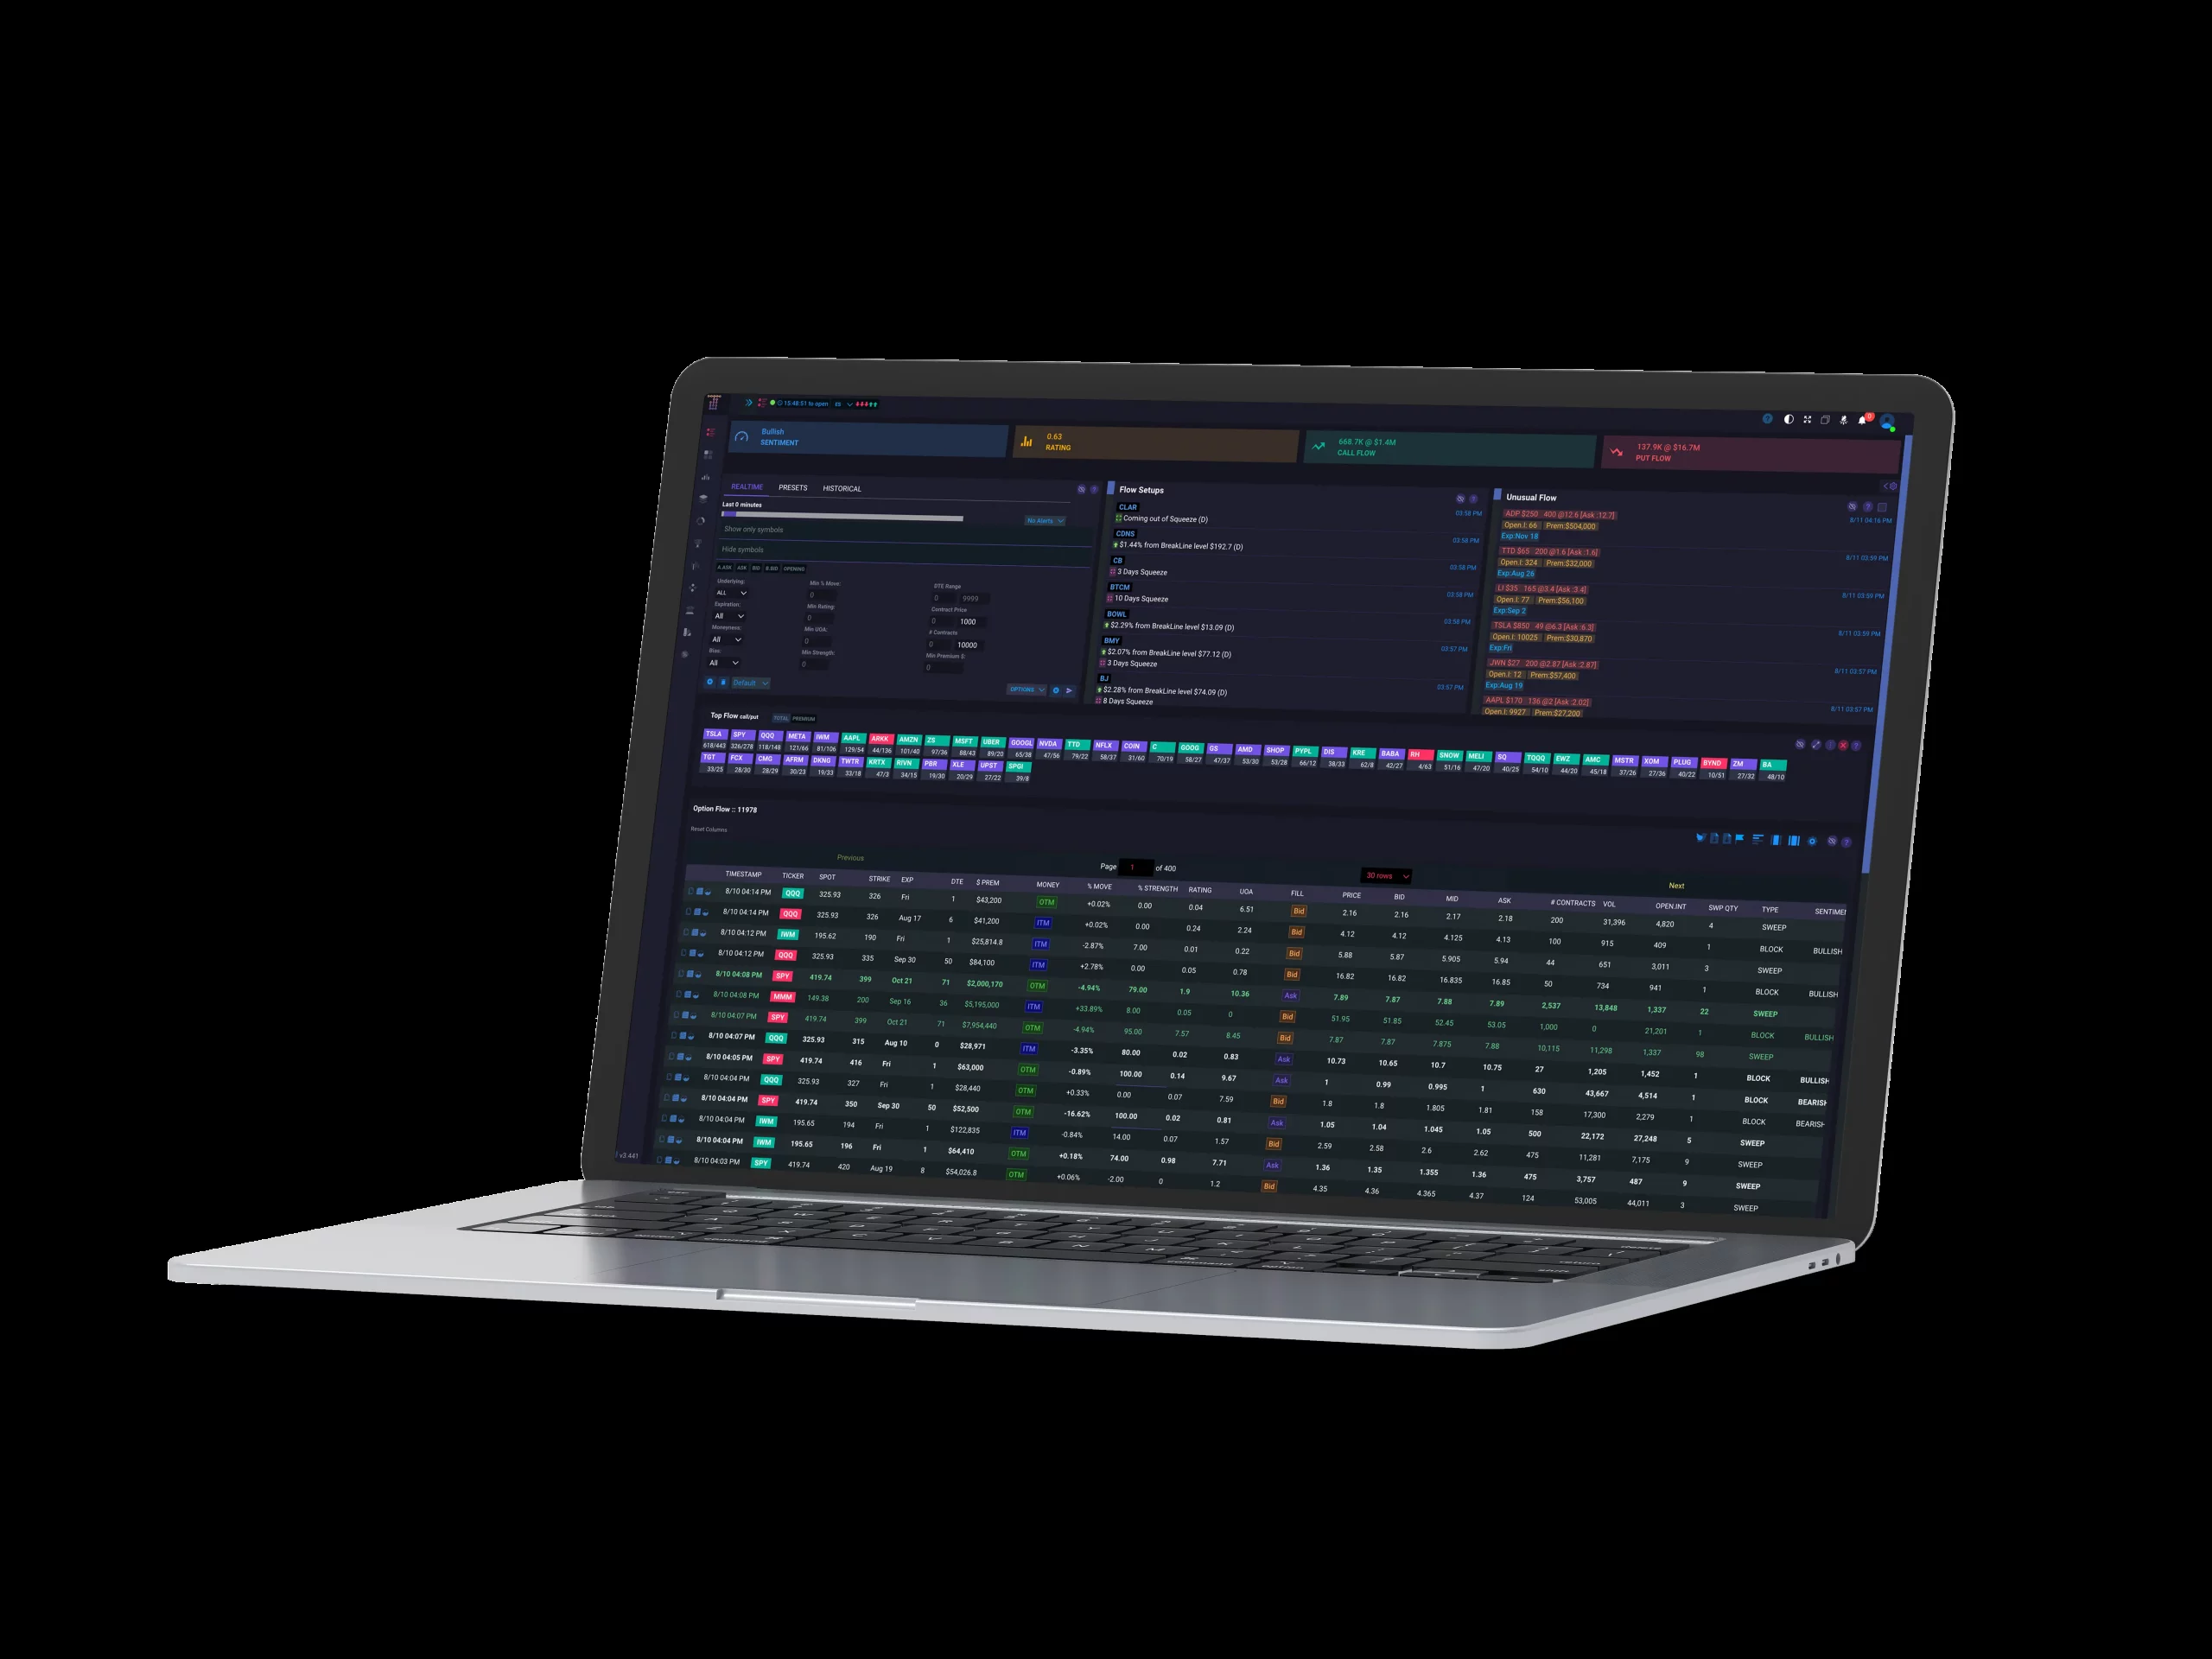 15:48:51 to open ES
Bullish
SENTIMENT
0.63
RATING
668.7K @ $1.4M
CALL FLOW
137.9K @ $16.7M
PUT FLOW
REALTIME PRESETS HISTORICAL
Last 0 minutes
No Alerts
Show only symbols
Hide symbols
A.ASK ASK BID B.BID OPENING
Underlying: Min % Move: DTE Range
ALL 0 0 9999
Expiration: Min Rating: Contract Price
All 0 0 1000
Moneyness: Min UOA: # Contracts
All 0 0 10000
Bias: Min Strength: Min Premium $:
All 0 0
Default OPTIONS
Flow Setups
CLAR 03:58 PM
Coming out of Squeeze (D)
CDNS 03:58 PM
$1.44% from BreakLine level $192.7 (D)
CB 03:58 PM
3 Days Squeeze
BTCM 03:58 PM
10 Days Squeeze
BOWL 03:58 PM
$2.29% from BreakLine level $13.09 (D)
BMY 03:57 PM
$2.07% from BreakLine level $77.12 (D)
3 Days Squeeze
BJ 03:57 PM
$2.28% from BreakLine level $74.09 (D)
8 Days Squeeze
Unusual Flow
ADP $250 400 @12.6 [Ask :12.7] 8/11 04:16 PM
Open.I: 66 Prem:$504,000
Exp:Nov 18
TTD $65 200 @1.6 [Ask :1.6] 8/11 03:59 PM
Open.I: 324 Prem:$32,000
Exp:Aug 26
LI $35 165 @3.4 [Ask :3.4] 8/11 03:59 PM
Open.I: 77 Prem:$56,100
Exp:Sep 2
TSLA $850 49 @6.3 [Ask :6.3] 8/11 03:59 PM
Open.I: 10025 Prem:$30,870
Exp:Fri
JWN $27 200 @2.87 [Ask :2.87] 8/11 03:57 PM
Open.I: 12 Prem:$57,400
Exp:Aug 19
AAPL $170 136 @2 [Ask :2.02] 8/11 03:57 PM
Open.I: 9927 Prem:$27,200
Top Flow call/put TOTAL PREMIUM
TSLA SPY QQQ META IWM AAPL ARKK AMZN ZS MSFT UBER GOOGL NVDA TTD NFLX COIN C GOOG GS AMD SHOP PYPL DIS KRE BABA RH SNOW MELI SQ TQQQ EWZ AMC MSTR XOM PLUG BYND ZM BA
618/443 326/278 118/148 121/66 81/106 129/54 44/136 101/40 97/36 88/43 89/20 65/38 47/56 79/22 58/37 31/60 70/19 58/27 47/37 53/30 53/28 66/12 38/33 62/8 42/27 4/63 51/16 47/20 40/25 54/10 44/20 45/18 37/26 27/36 40/22 10/51 27/32 48/10
TGT FCX CMG AFRM DKNG TWTR KRTX RIVN PBR XLE UPST SPGI
33/25 28/30 28/29 30/23 19/33 33/18 47/3 34/15 19/30 20/29 27/22 39/8
Option Flow :: 11978
Reset Columns
Previous Page 1 of 400 30 rows Next
TIMESTAMP TICKER SPOT STRIKE EXP DTE $ PREM MONEY % MOVE % STRENGTH RATING UOA FILL PRICE BID MID ASK # CONTRACTS VOL OPEN.INT SWP QTY TYPE SENTIME
8/10 04:14 PM QQQ 325.93 326 Fri 1 $43,200 OTM +0.02% 0.00 0.04 6.51 Bid 2.16 2.16 2.17 2.18 200 31,396 4,820 4 SWEEP
8/10 04:14 PM QQQ 325.93 326 Aug 17 6 $41,200 ITM +0.02% 0.00 0.24 2.24 Bid 4.12 4.12 4.125 4.13 100 915 409 1 BLOCK BULLISH
8/10 04:12 PM IWM 195.62 190 Fri 1 $25,814.8 ITM -2.87% 7.00 0.01 0.22 Bid 5.88 5.87 5.905 5.94 44 651 3,011 3 SWEEP
8/10 04:12 PM QQQ 325.93 335 Sep 30 50 $84,100 ITM +2.78% 0.00 0.05 0.78 Bid 16.82 16.82 16.835 16.85 50 734 941 1 BLOCK BULLISH
8/10 04:08 PM SPY 419.74 399 Oct 21 71 $2,000,170 OTM -4.94% 79.00 1.9 10.36 Ask 7.89 7.87 7.88 7.89 2,537 13,848 1,337 22 SWEEP
8/10 04:08 PM MMM 149.38 200 Sep 16 36 $5,195,000 ITM +33.89% 8.00 0.05 0 Bid 51.95 51.85 52.45 53.05 1,000 0 21,201 1 BLOCK BULLISH
8/10 04:07 PM SPY 419.74 399 Oct 21 71 $7,954,440 OTM -4.94% 95.00 7.57 8.45 Bid 7.87 7.87 7.875 7.88 10,115 11,298 1,337 98 SWEEP
8/10 04:07 PM QQQ 325.93 315 Aug 10 0 $28,971 ITM -3.35% 80.00 0.02 0.83 Ask 10.73 10.65 10.7 10.75 27 1,205 1,452 1 BLOCK BULLISH
8/10 04:05 PM SPY 419.74 416 Fri 1 $63,000 OTM -0.89% 100.00 0.14 9.67 Ask 1 0.99 0.995 1 630 43,667 4,514 1 BLOCK BEARISH
8/10 04:04 PM QQQ 325.93 327 Fri 1 $28,440 OTM +0.33% 0.00 0.07 7.59 Bid 1.8 1.8 1.805 1.81 158 17,300 2,279 1 BLOCK BEARISH
8/10 04:04 PM SPY 419.74 350 Sep 30 50 $52,500 OTM -16.62% 100.00 0.02 0.81 Ask 1.05 1.04 1.045 1.05 500 22,172 27,248 5 SWEEP
8/10 04:04 PM IWM 195.65 194 Fri 1 $122,835 ITM -0.84% 14.00 0.07 1.57 Bid 2.59 2.58 2.6 2.62 475 11,281 7,175 9 SWEEP
8/10 04:04 PM IWM 195.65 196 Fri 1 $64,410 OTM +0.18% 74.00 0.98 7.71 Ask 1.36 1.35 1.355 1.36 475 3,757 487 9 SWEEP
8/10 04:03 PM SPY 419.74 420 Aug 19 8 $54,026.8 OTM +0.06% -2.00 0 1.2 Bid 4.35 4.36 4.365 4.37 124 53,005 44,011 3 SWEEP
v3.441